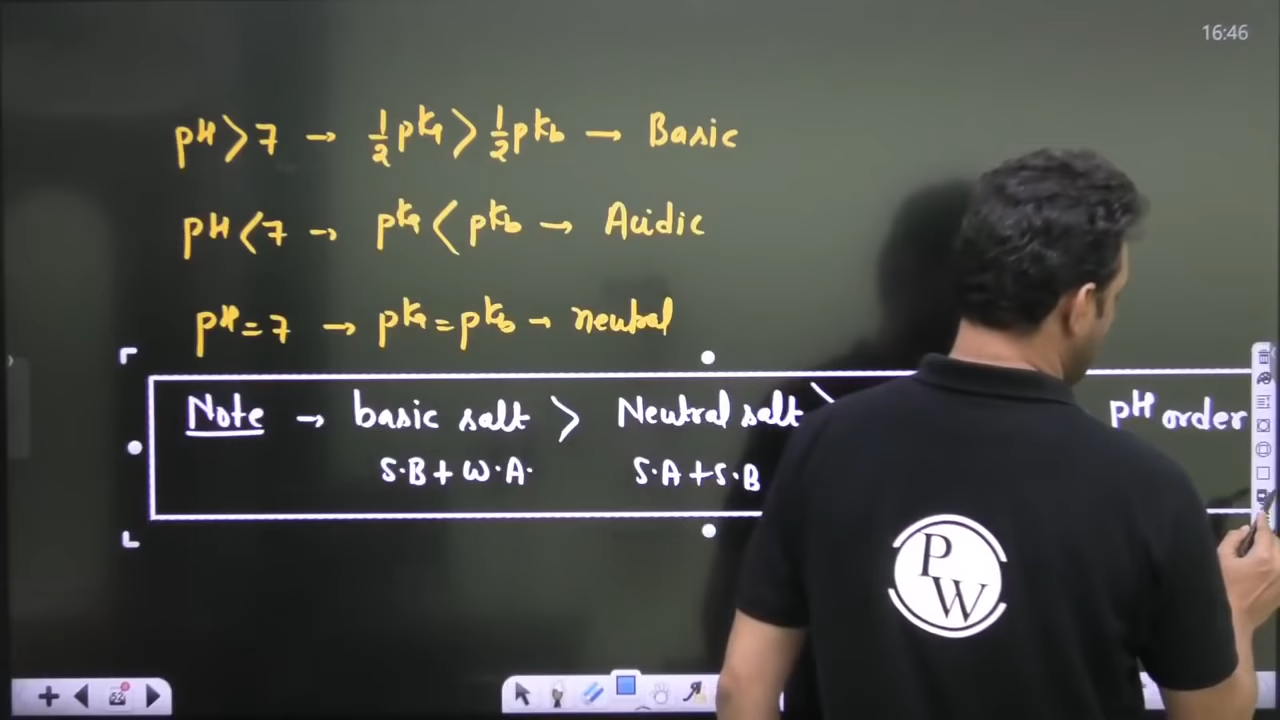 16:46
pH > 7 → 1/2 pKa > 1/2 pKb → Basic
pH < 7 → pKa < pKb → Acidic
pH = 7 → pKa = pKb → neutral
Note → basic salt > Neutral salt > pH order
S.B + W.A. S.A + S.B
PW
62